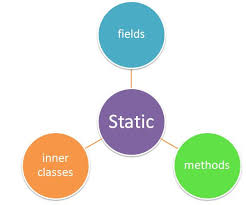 fields
Static
inner
classes
methods